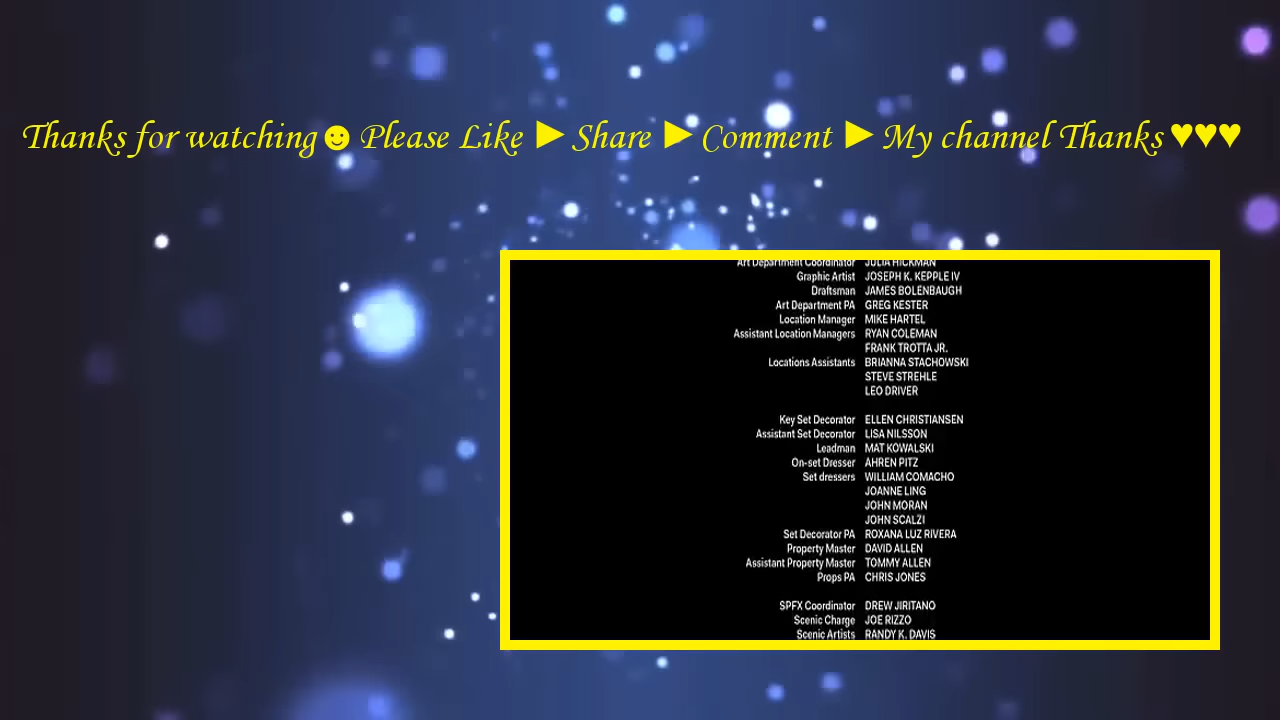 Thanks for watching☻Please Like ►Share ►Comment ►My channel Thanks♥♥♥
Art Department Coordinator JULIA HICKMAN
Graphic Artist JOSEPH K. KEPPLE IV
Draftsman JAMES BOLENBAUGH
Art Department PA GREG KESTER
Location Manager MIKE HARTEL
Assistant Location Managers RYAN COLEMAN
FRANK TROTTA JR.
Locations Assistants BRIANNA STACHOWSKI
STEVE STREHLE
LEO DRIVER
Key Set Decorator ELLEN CHRISTIANSEN
Assistant Set Decorator LISA NILSSON
Leadman MAT KOWALSKI
On-set Dresser AHREN PITZ
Set dressers WILLIAM COMACHO
JOANNE LING
JOHN MORAN
JOHN SCALZI
Set Decorator PA ROXANA LUZ RIVERA
Property Master DAVID ALLEN
Assistant Property Master TOMMY ALLEN
Props PA CHRIS JONES
SPFX Coordinator DREW JIRITANO
Scenic Charge JOE RIZZO
Scenic Artists RANDY K. DAVIS